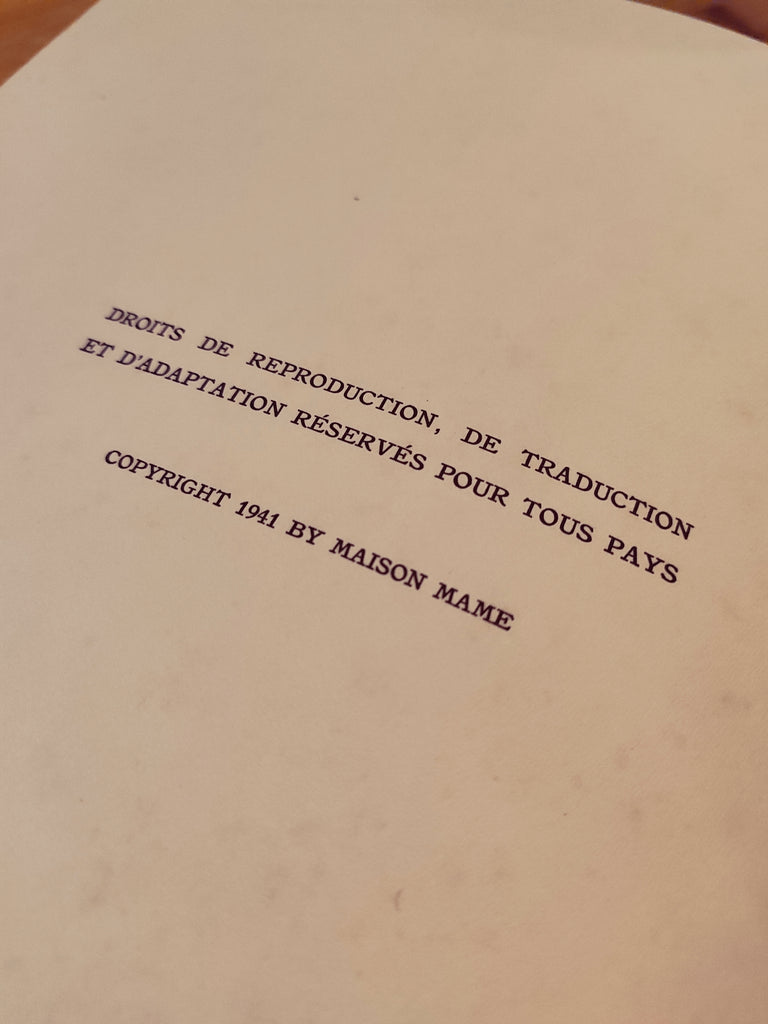 DROITS DE REPRODUCTION, DE TRADUCTION
ET D'ADAPTATION RÉSERVÉS POUR TOUS PAYS
COPYRIGHT 1941 BY MAISON MAME